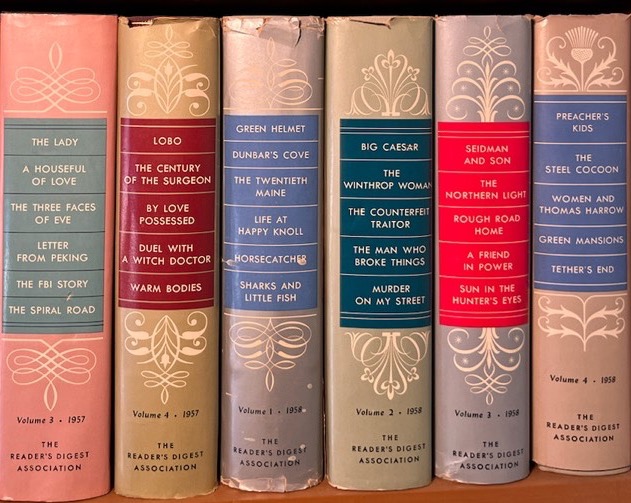 THE LADY
A HOUSEFUL
OF LOVE
THE THREE FACES
OF EVE
LETTER
FROM PEKING
THE FBI STORY
THE SPIRAL ROAD
Volume 3 • 1957
THE
READER'S DIGEST
ASSOCIATION
LOBO
THE CENTURY
OF THE SURGEON
BY LOVE
POSSESSED
DUEL WITH
A WITCH DOCTOR
WARM BODIES
Volume 4 • 1957
THE
READER'S DIGEST
ASSOCIATION
GREEN HELMET
DUNBAR'S COVE
THE TWENTIETH
MAINE
LIFE AT
HAPPY KNOLL
HORSECATCHER
SHARKS AND
LITTLE FISH
Volume 1 • 1958
THE
READER'S DIGEST
ASSOCIATION
BIG CAESAR
THE
WINTHROP WOMAN
THE COUNTERFEIT
TRAITOR
THE MAN WHO
BROKE THINGS
MURDER
ON MY STREET
Volume 2 • 1958
THE
READER'S DIGEST
ASSOCIATION
SEIDMAN
AND SON
THE
NORTHERN LIGHT
ROUGH ROAD
HOME
A FRIEND
IN POWER
SUN IN THE
HUNTER'S EYES
Volume 3 • 1958
THE
READER'S DIGEST
ASSOCIATION
PREACHER'S
KIDS
THE
STEEL COCOON
WOMEN AND
THOMAS HARROW
GREEN MANSIONS
TETHER'S END
Volume 4 • 1958
THE
READER'S DIGEST
ASSOCIATION